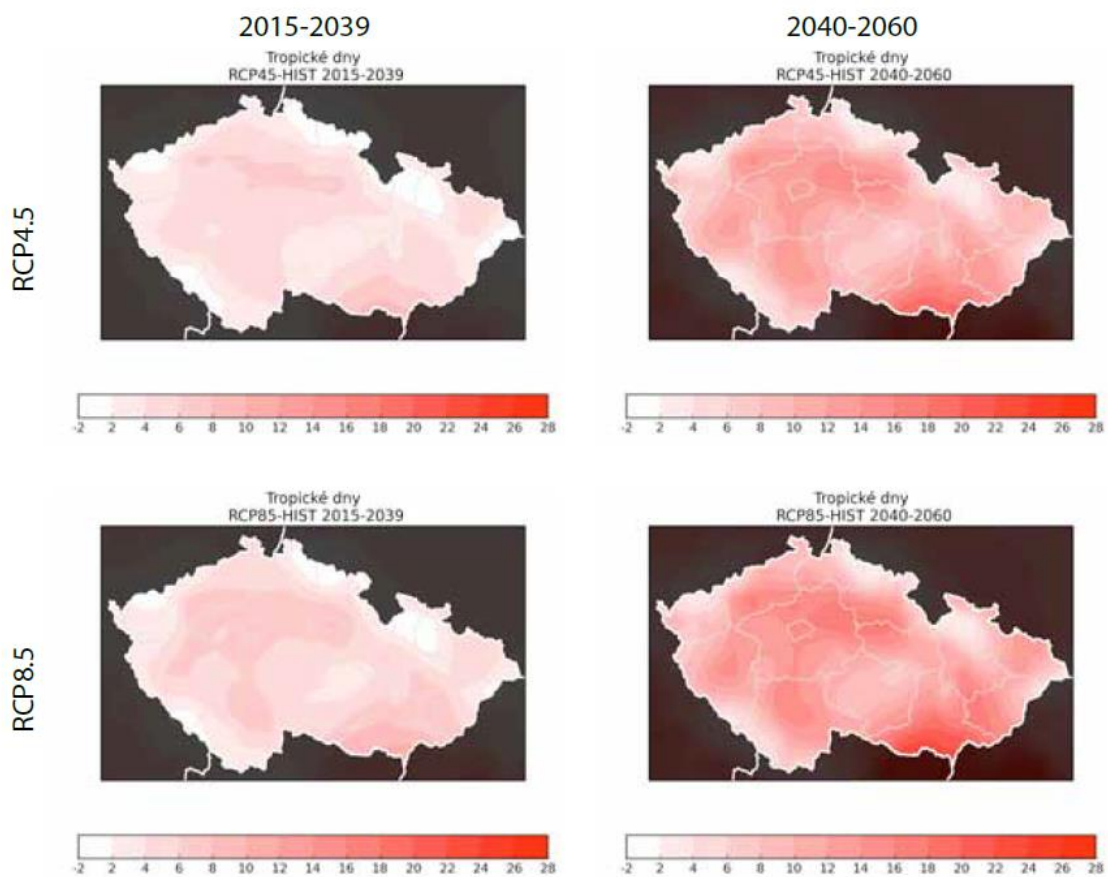 2015-2039
2040-2060
RCP4.5
Tropické dny
RCP45-HIST 2015-2039
-2 2 4 6 8 10 12 14 16 18 20 22 24 26 28
Tropické dny
RCP45-HIST 2040-2060
-2 2 4 6 8 10 12 14 16 18 20 22 24 26 28
RCP8.5
Tropické dny
RCP85-HIST 2015-2039
-2 2 4 6 8 10 12 14 16 18 20 22 24 26 28
Tropické dny
RCP85-HIST 2040-2060
-2 2 4 6 8 10 12 14 16 18 20 22 24 26 28